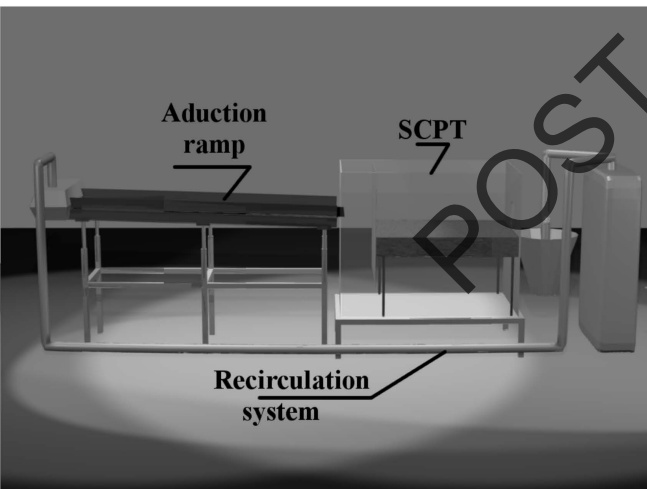 Aduction
ramp
SCPT
POST
Recirculation
system